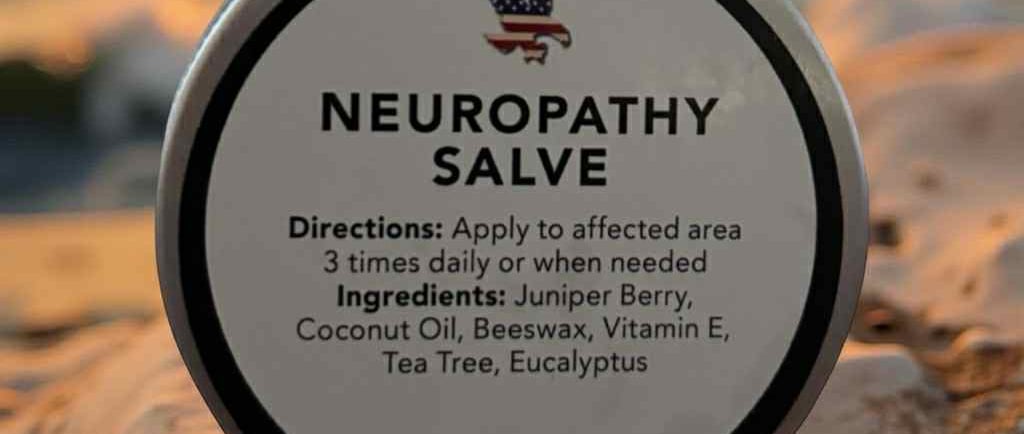 NEUROPATHY
SALVE
Directions: Apply to affected area
3 times daily or when needed
Ingredients: Juniper Berry,
Coconut Oil, Beeswax, Vitamin E,
Tea Tree, Eucalyptus